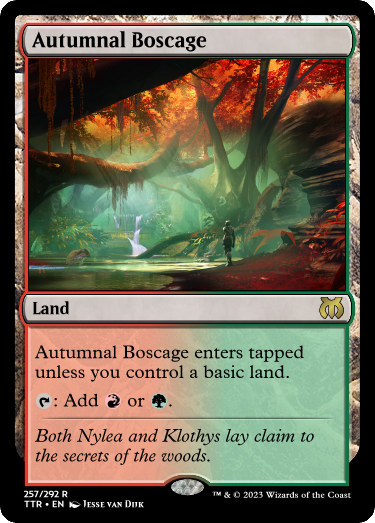 Autumnal Boscage
Land
Autumnal Boscage enters tapped
unless you control a basic land.
: Add or .
Both Nylea and Klothys lay claim to
the secrets of the woods.
257/292 R
TTR • EN Jesse van Dijk
™ & © 2023 Wizards of the Coast